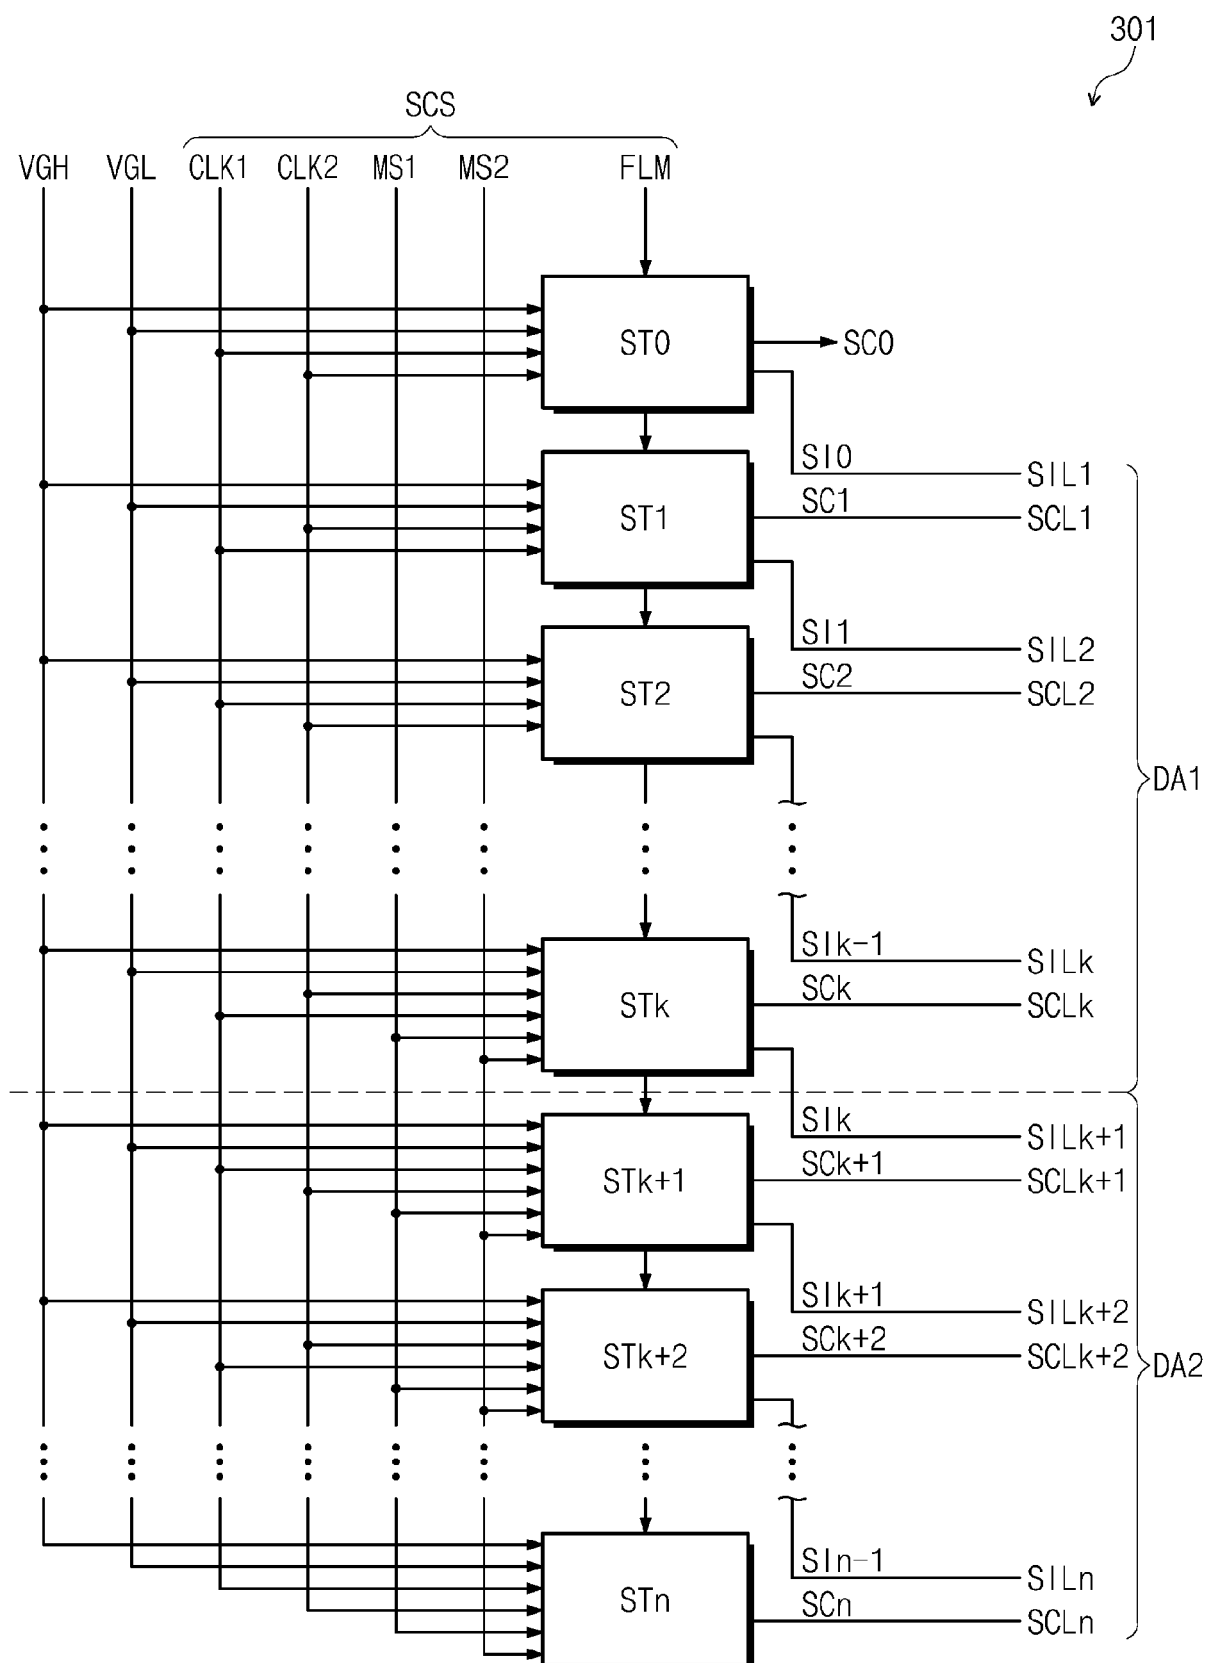 301
SCS
VGH VGL CLK1 CLK2 MS1 MS2 FLM
ST0
SC0
SI0
SIL1
ST1
SC1
SCL1
SI1
SIL2
ST2
SC2
SCL2
DA1
SIk-1
SILk
STk
SCk
SCLk
SIk
SILk+1
STk+1
SCk+1
SCLk+1
SIk+1
SILk+2
STk+2
SCk+2
SCLk+2
DA2
SIn-1
SILn
STn
SCn
SCLn